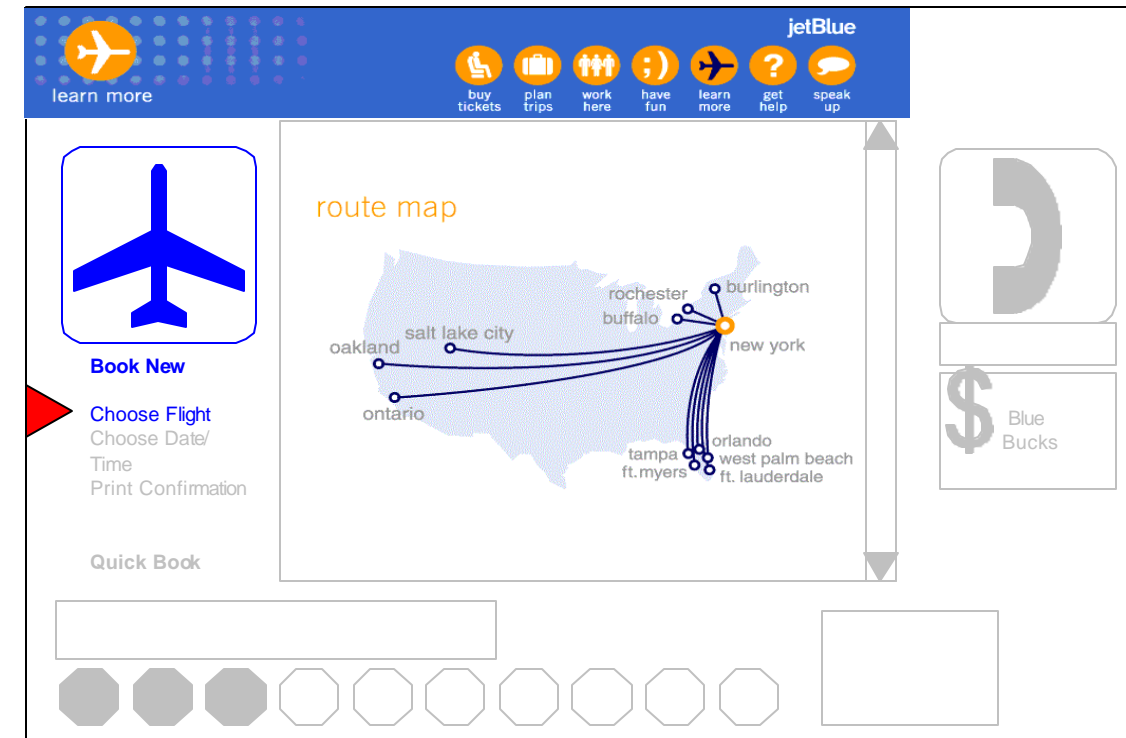 jetBlue
learn more
buy tickets
plan trips
work here
have fun
learn more
get help
speak up
route map
burlington
rochester
buffalo
salt lake city
oakland
new york
ontario
orlando
tampa
west palm beach
ft.myers
ft. lauderdale
Book New
Choose Flight
Choose Date/
Time
Print Confirmation
Quick Book
$
Blue
Bucks